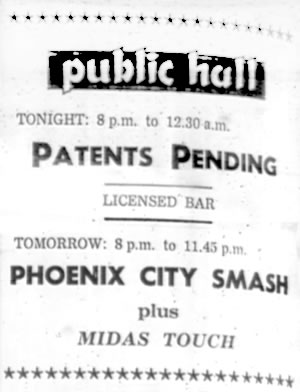 public hall
TONIGHT: 8 p.m. to 12.30 a.m.
PATENTS PENDING
LICENSED BAR
TOMORROW: 8 p.m. to 11.45 p.m.
PHOENIX CITY SMASH
plus
MIDAS TOUCH